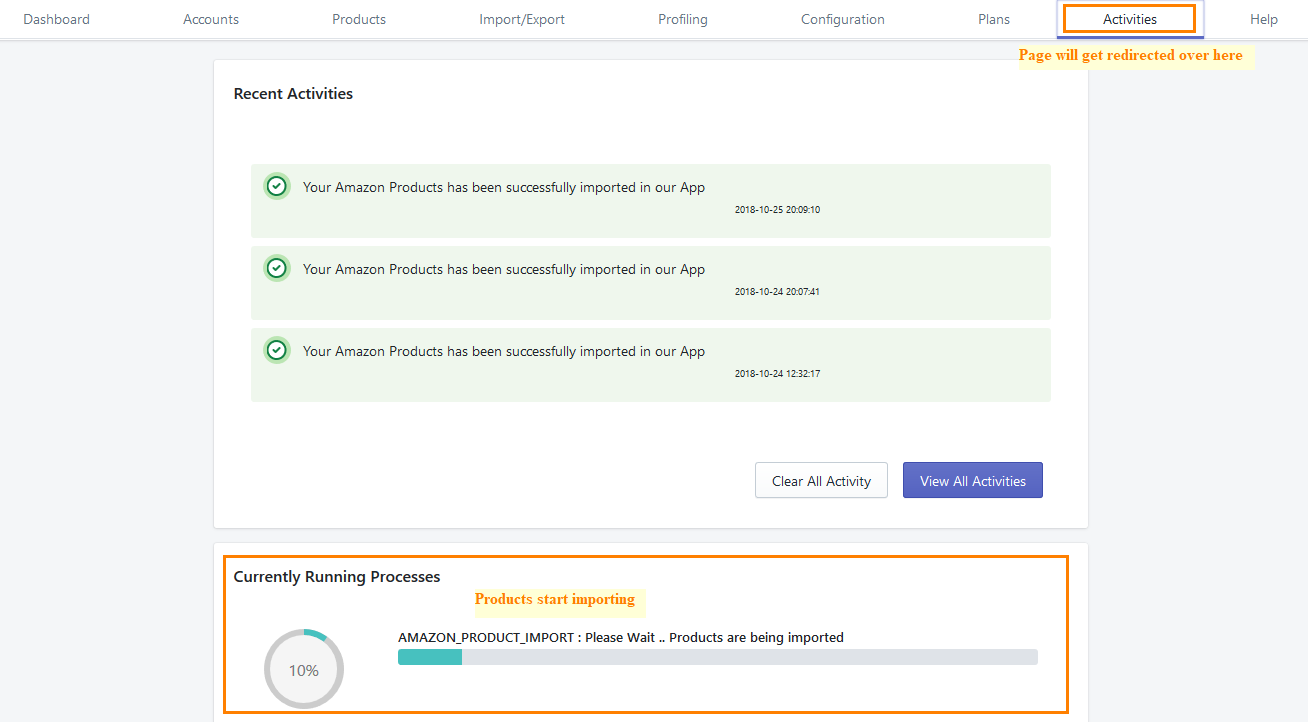 Dashboard Accounts Products Import/Export Profiling Configuration Plans Activities Help
Page will get redirected over here
Recent Activities
Your Amazon Products has been successfully imported in our App
2018-10-25 20:09:10
Your Amazon Products has been successfully imported in our App
2018-10-24 20:07:41
Your Amazon Products has been successfully imported in our App
2018-10-24 12:32:17
Clear All Activity View All Activities
Currently Running Processes
Products start importing
AMAZON_PRODUCT_IMPORT : Please Wait .. Products are being imported
10%